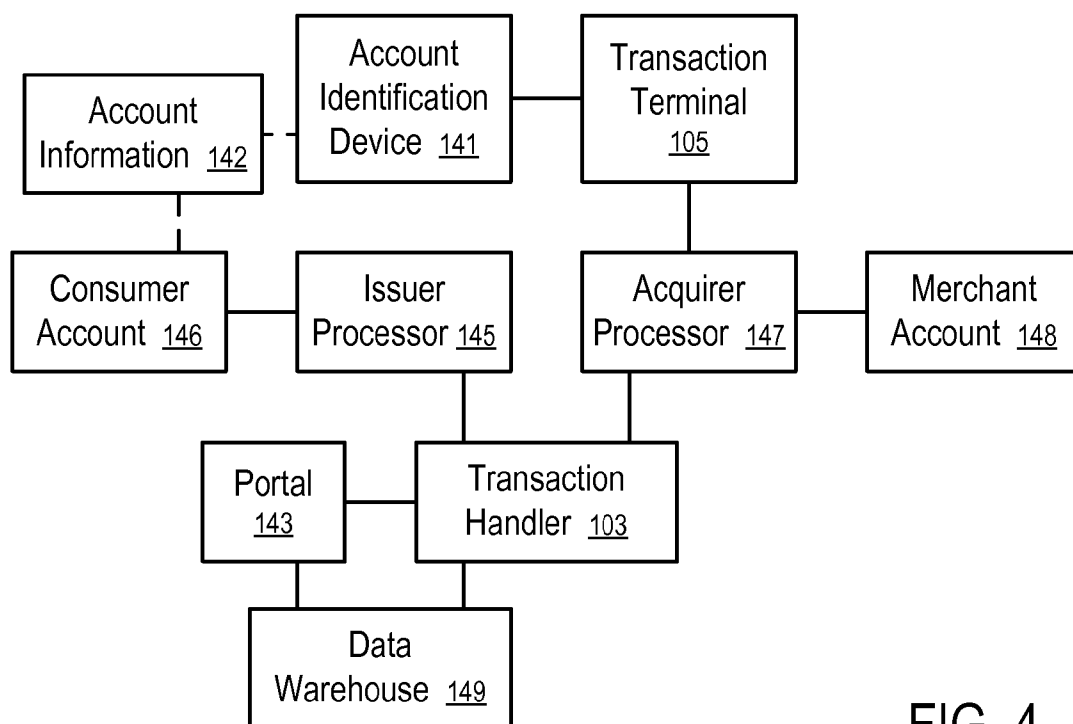 Account
Identification
Device 141
Transaction
Terminal
105
Account
Information 142
Consumer
Account 146
Issuer
Processor 145
Acquirer
Processor 147
Merchant
Account 148
Portal
143
Transaction
Handler 103
Data
Warehouse 149
FIG. 4